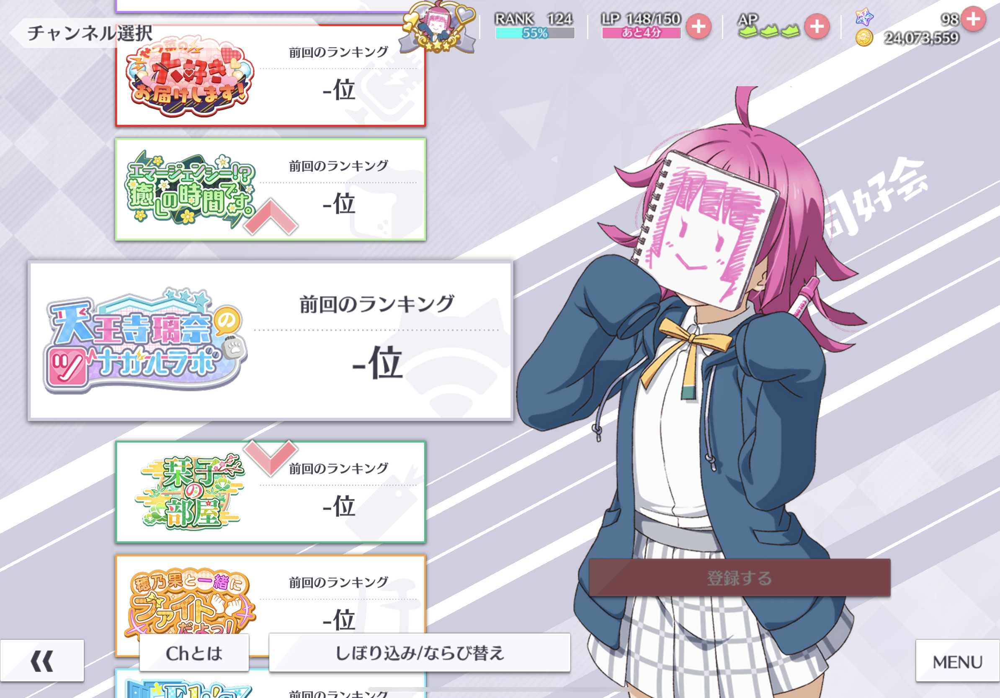 チャンネル選択
RANK 124
55%
LP 148/150
あと4分
AP
98
24,073,559
せつ菜の
大好き
お届けします!
前回のランキング
-位
エマージェンシー!?
癒しの時間です。
前回のランキング
-位
同好会
天王寺璃奈の
ツナガルラボ
前回のランキング
-位
栞子
の
部屋
前回のランキング
-位
登録する
穂乃果と一緒に
ファイト
だよっ!
前回のランキング
-位
Chとは
しぼり込み/ならび替え
MENU
前回のランキング